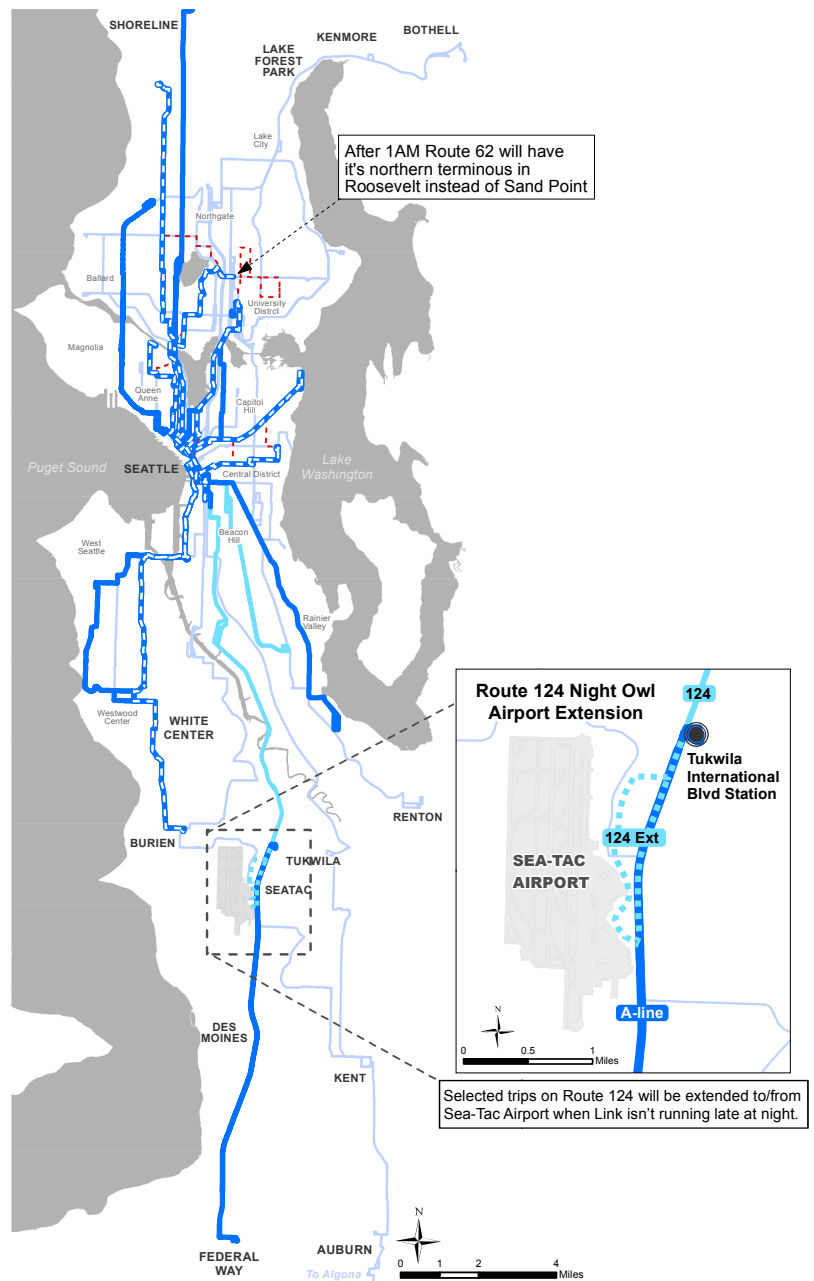 SHORELINE
KENMORE
BOTHELL
LAKE
FOREST
PARK
Lake
City
After 1AM Route 62 will have
it's northern terminous in
Roosevelt instead of Sand Point
Northgate
Ballard
University
Distrct
Magnolia
Queen
Anne
Capitol
Hill
Puget Sound
SEATTLE
Central District
Lake
Washington
West
Seattle
Beacon
Hill
Rainier
Valley
Westwood
Center
WHITE
CENTER
BURIEN
RENTON
TUKWILA
SEATAC
Route 124 Night Owl
Airport Extension
124
Tukwila
International
Blvd Station
124 Ext
SEA-TAC
AIRPORT
A-line
N
0 0.5 1
Miles
Selected trips on Route 124 will be extended to/from
Sea-Tac Airport when Link isn't running late at night.
DES
MOINES
KENT
FEDERAL
WAY
AUBURN
To Algona
N
0 1 2 4
Miles